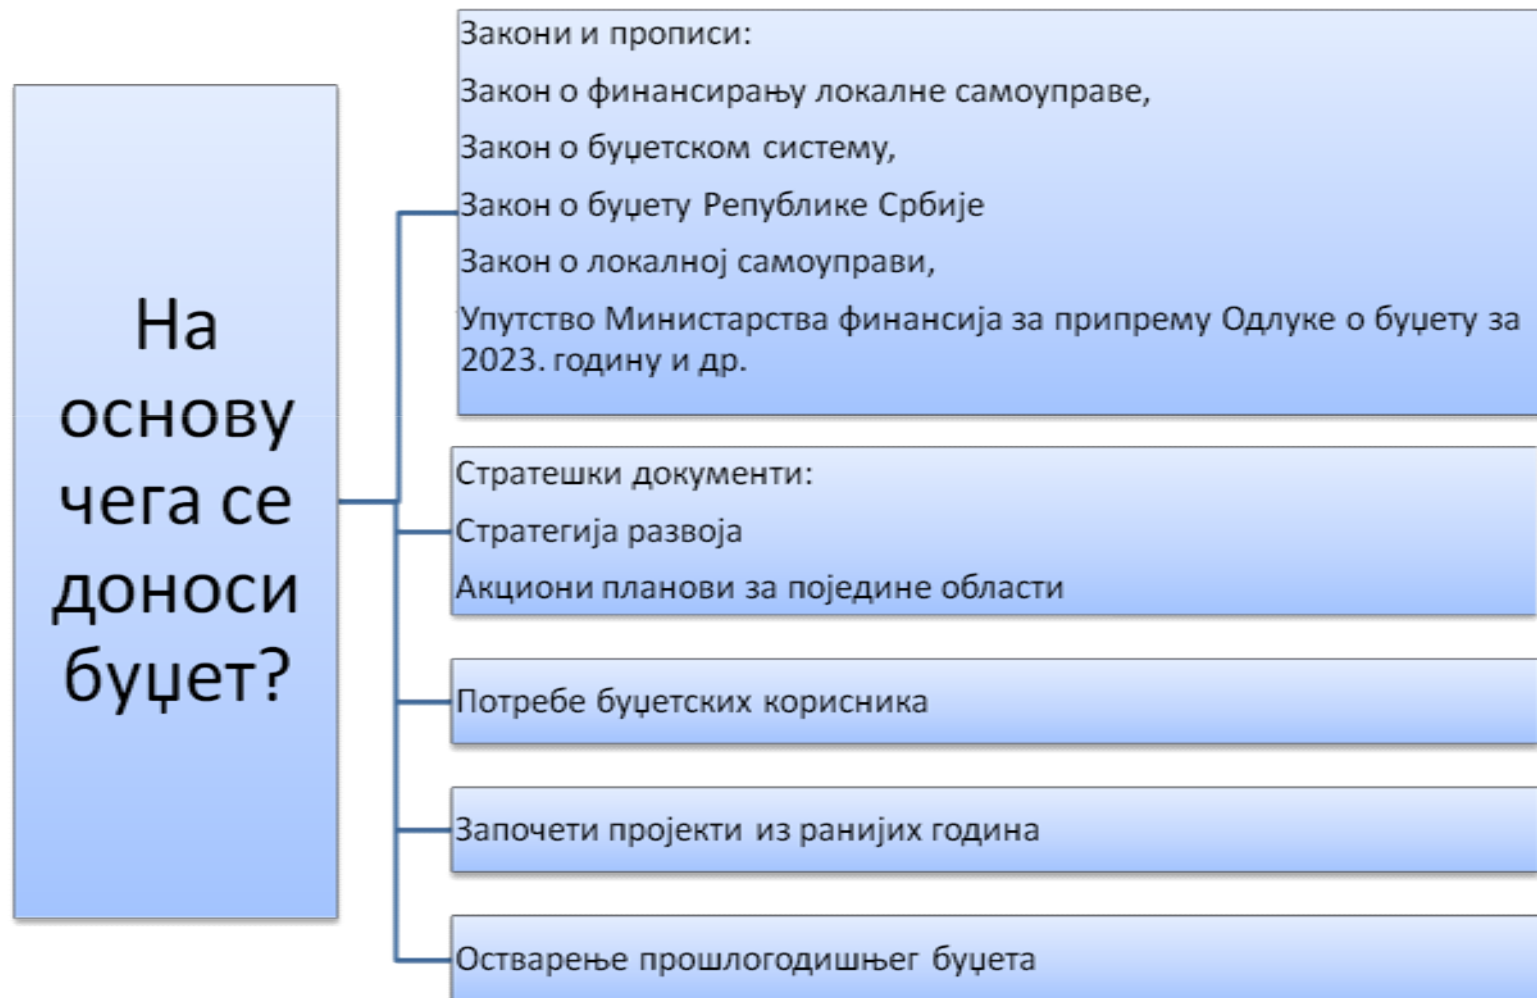 На
основу
чега се
доноси
буџет?
Закони и прописи:
Закон о финансирању локалне самоуправе,
Закон о буџетском систему,
Закон о буџету Републике Србије
Закон о локалној самоуправи,
Упутство Министарства финансија за припрему Одлуке о буџету за
2023. годину и др.
Стратешки документи:
Стратегија развоја
Акциони планови за поједине области
Потребе буџетских корисника
Започети пројекти из ранијих година
Остварење прошлогодишњег буџета